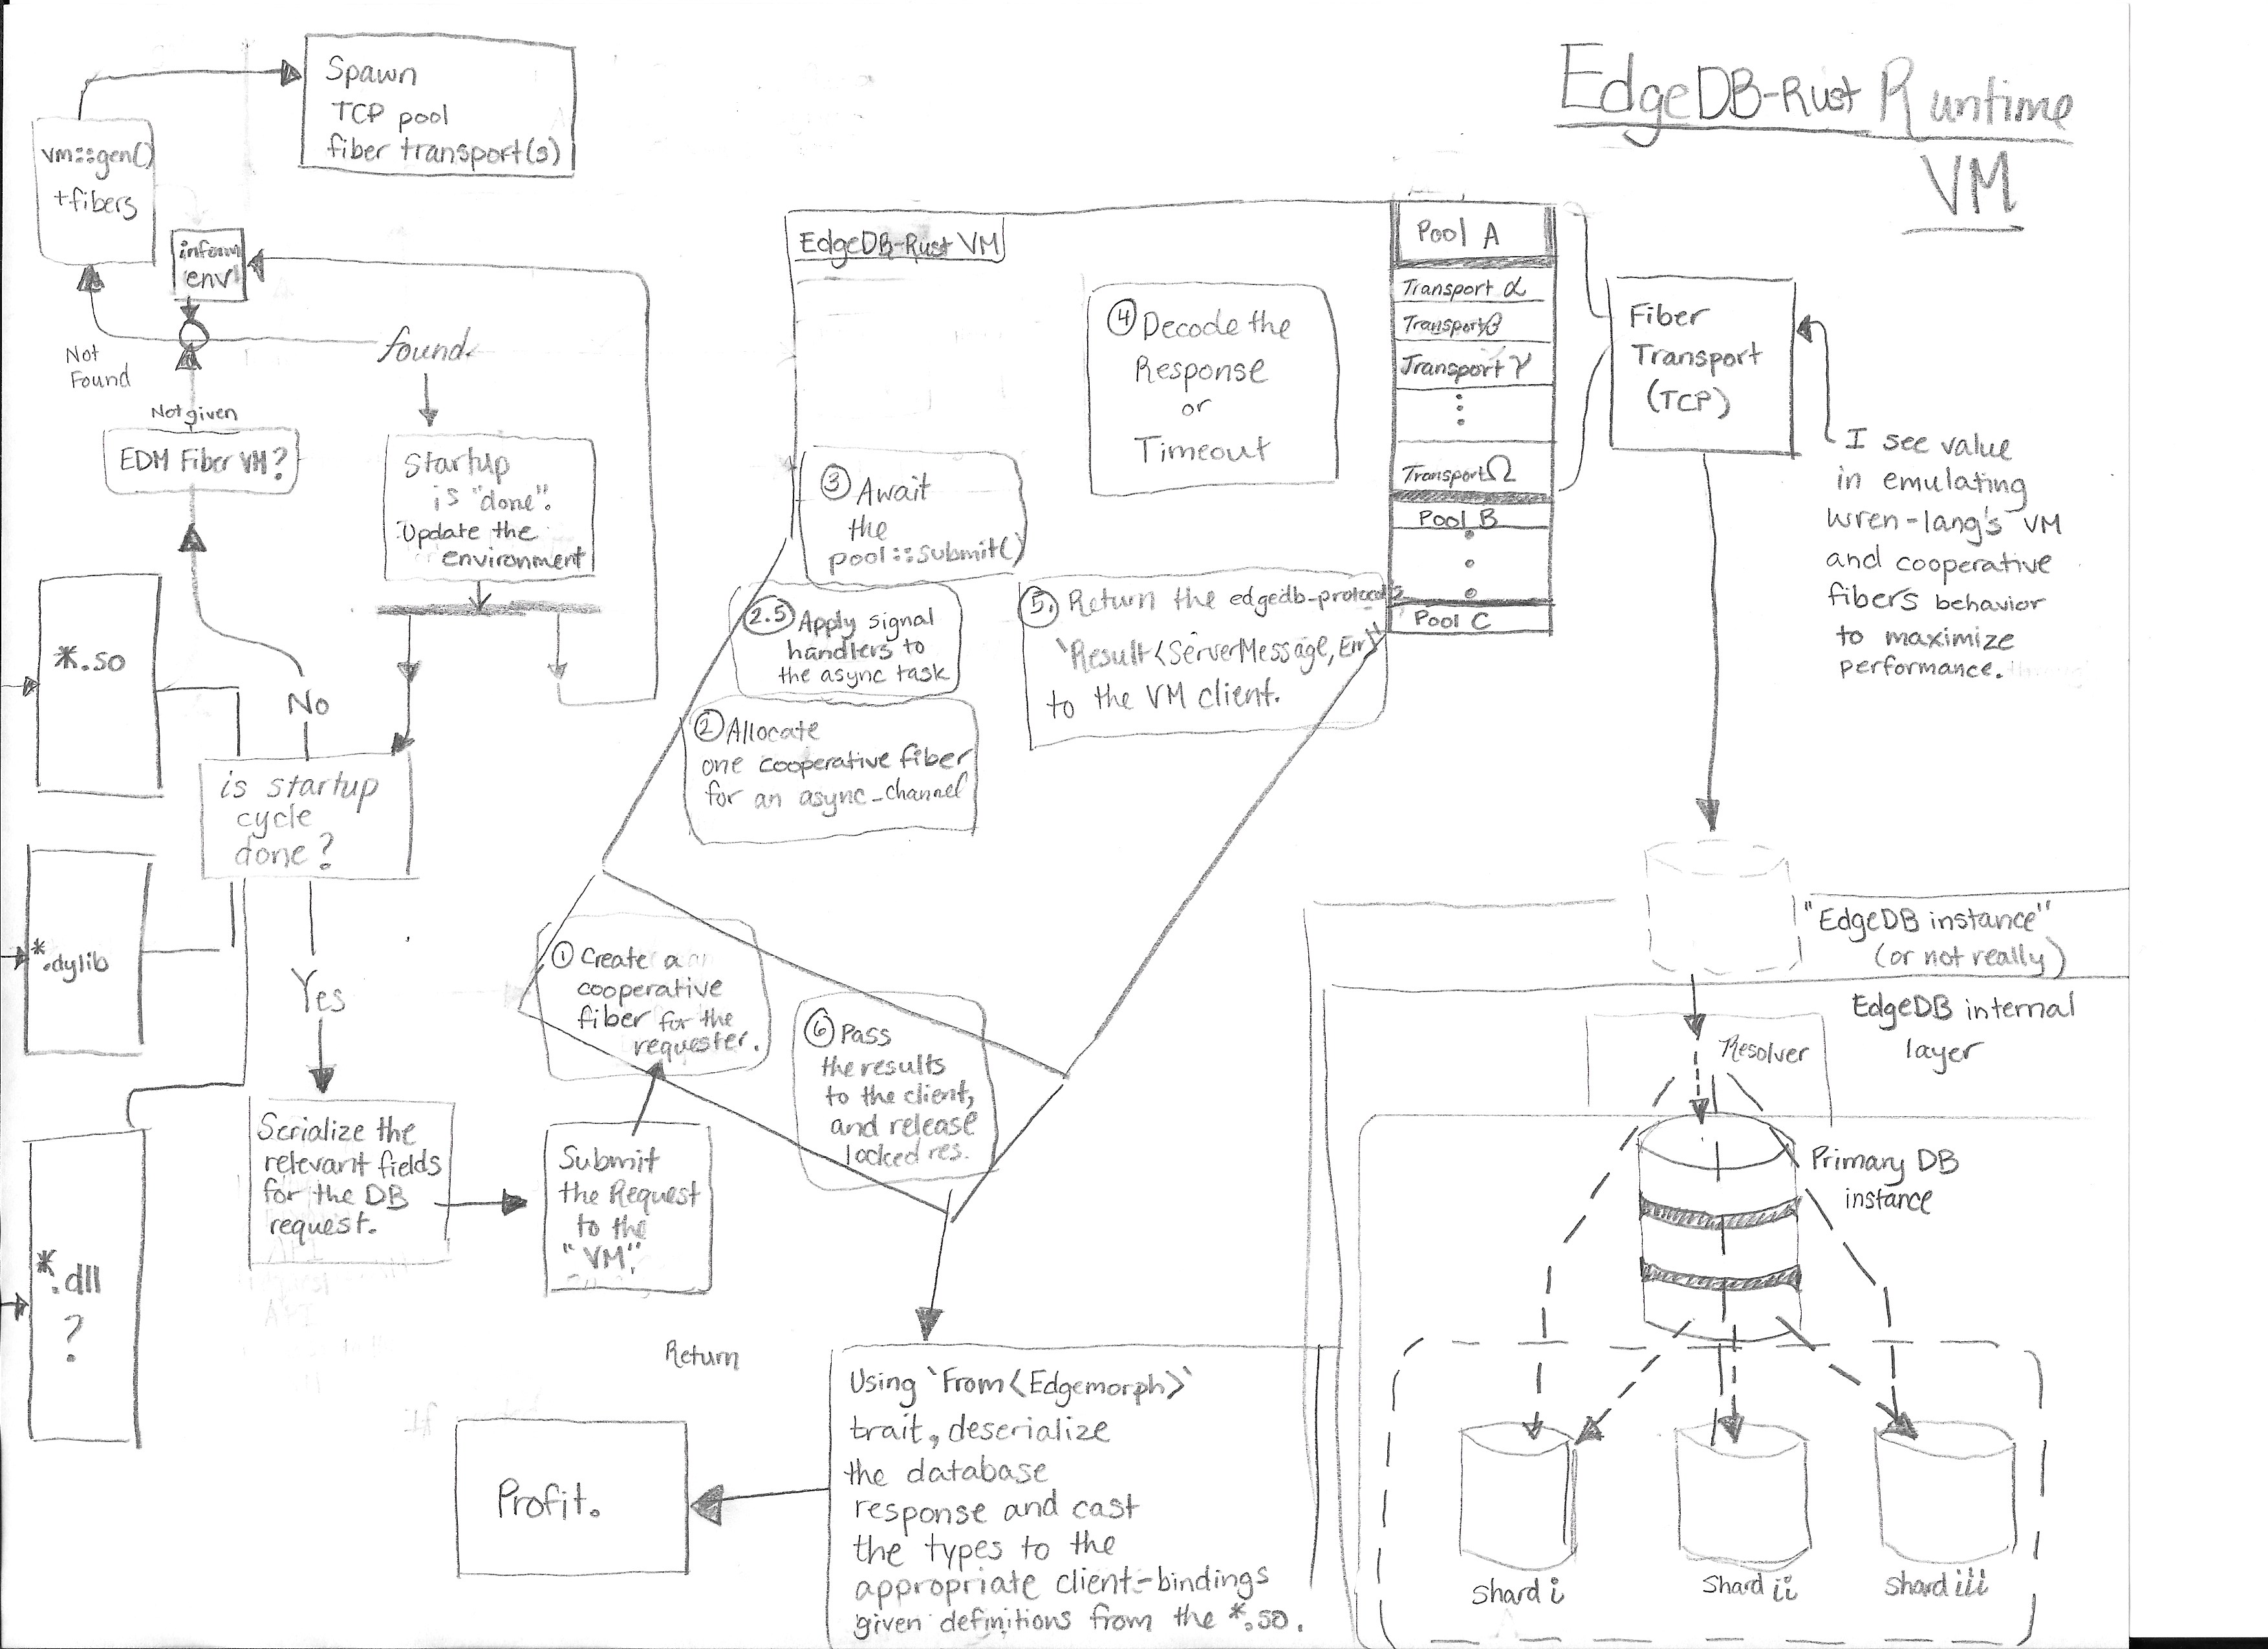 EdgeDB-Rust Runtime
VM
Spawn
TCP pool
fiber transport(s)
vm::gen()
+fibers
inform
env!
Not
Found
found.
Not given
EDM Fiber VM?
Startup
is "done".
Update the
environment
*.so
No
is startup
cycle
done?
*.dylib
Yes
*.dll
?
Serialize the
relevant fields
for the DB
request.
Submit
the Request
to the
"VM".
EdgeDB-Rust VM
① Create a
cooperative
fiber for the
requester.
② Allocate
one cooperative fiber
for an async_channel
2.5 Apply signal
handlers to
the async task
③ Await
the
pool::submit()
④ Decode the
Response
or
Timeout
5. Return the edgedb-protocol's
`Result<ServerMessage, Err>`
to the VM client.
⑥ Pass
the results
to the client,
and release
locked res.
Pool A
Transport α
Transport β
Transport γ
Transport Ω
Pool B
Pool C
Fiber
Transport
(TCP)
I see value
in emulating
wren-lang's VM
and cooperative
fibers behavior
to maximize
performance.
"EdgeDB instance"
(or not really)
EdgeDB internal
layer
Resolver
Primary DB
instance
Shard i
Shard ii
Shard iii
Return
Using `From<Edgemorph>`
trait, deserialize
the database
response and cast
the types to the
appropriate client-bindings
given definitions from the *.so.
Profit.